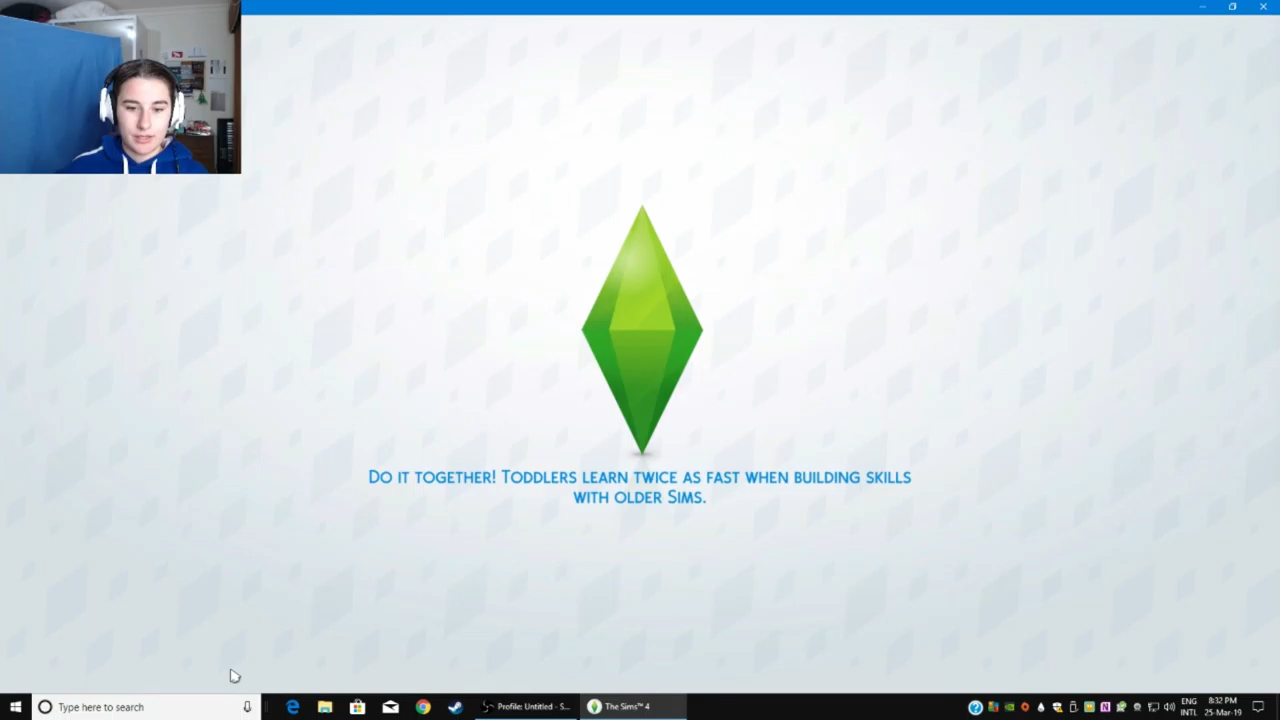 DO IT TOGETHER! TODDLERS LEARN TWICE AS FAST WHEN BUILDING SKILLS
WITH OLDER SIMS.
Type here to search
Profile: Untitled - S...
The Sims™ 4
ENG
INTL
8:32 PM
25-Mar-19